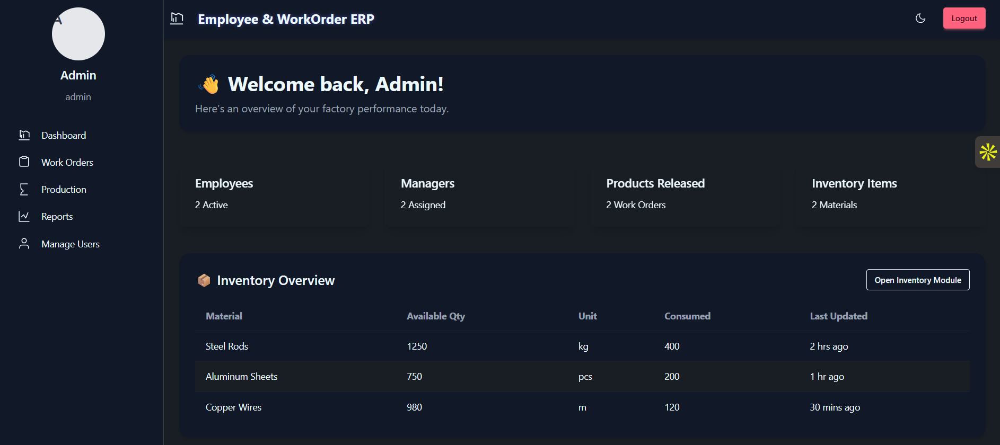 A
Admin
admin
Dashboard
Work Orders
Production
Reports
Manage Users
Employee & WorkOrder ERP
Logout
👋 Welcome back, Admin!
Here’s an overview of your factory performance today.
Employees
2 Active
Managers
2 Assigned
Products Released
2 Work Orders
Inventory Items
2 Materials
📦 Inventory Overview
Open Inventory Module
Material Available Qty Unit Consumed Last Updated
Steel Rods 1250 kg 400 2 hrs ago
Aluminum Sheets 750 pcs 200 1 hr ago
Copper Wires 980 m 120 30 mins ago